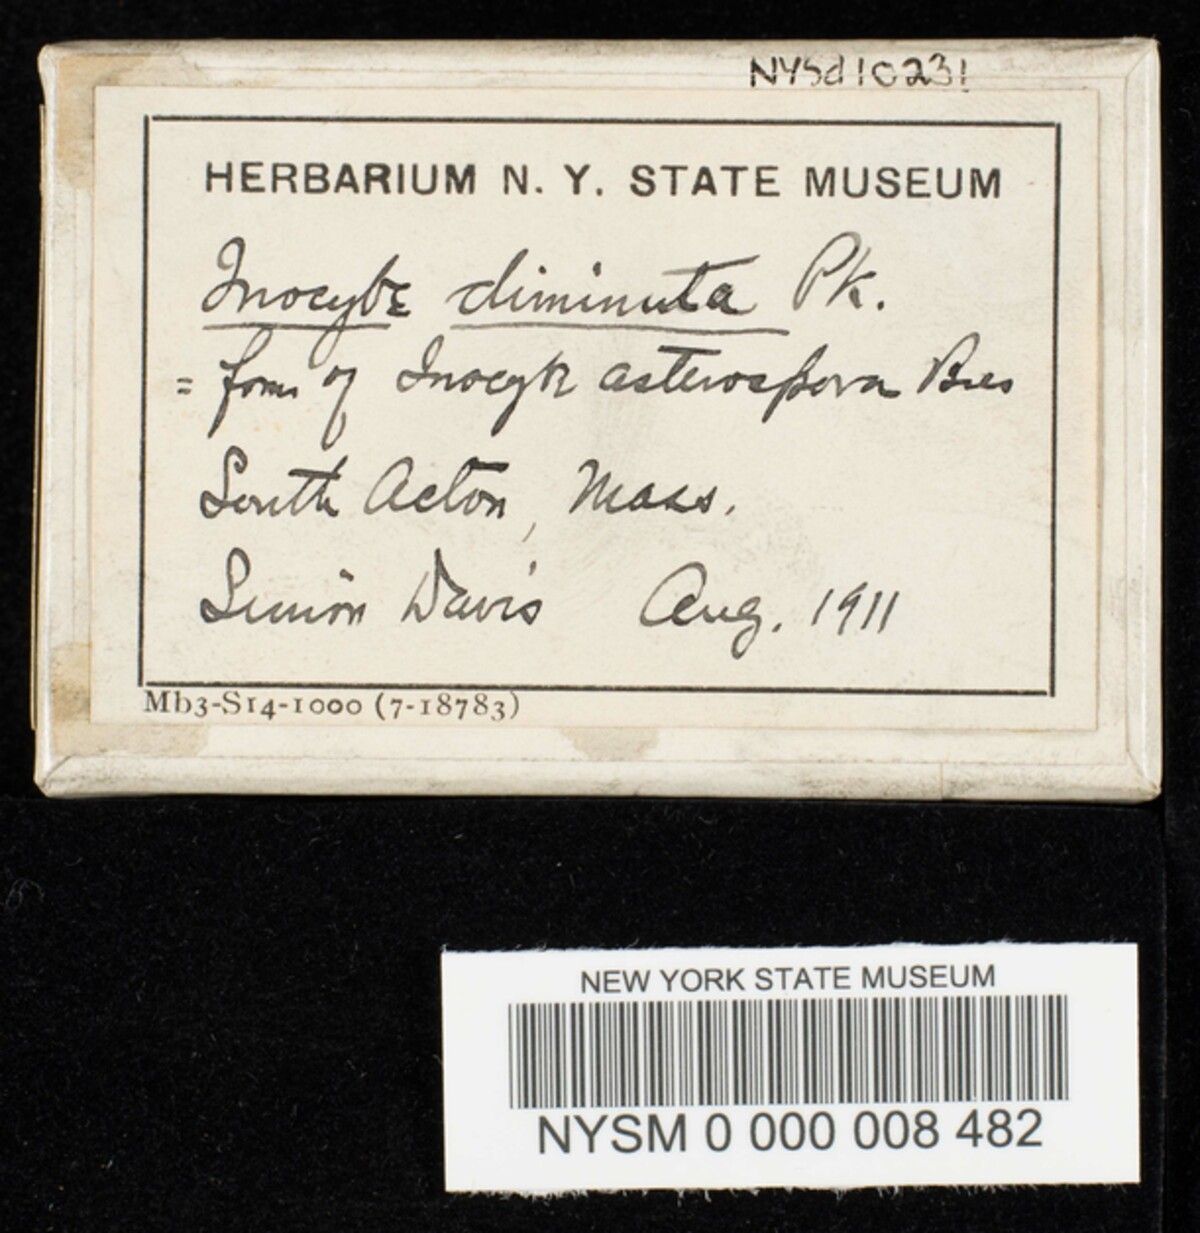 NYSd10231
HERBARIUM N. Y. STATE MUSEUM
Inocybe diminuta Pk.
= form of Inocybe asterospora Bres
South Acton, Mass.
Simon Davis Aug. 1911
Mb3-S14-1000 (7-18783)
NEW YORK STATE MUSEUM
NYSM 0 000 008 482